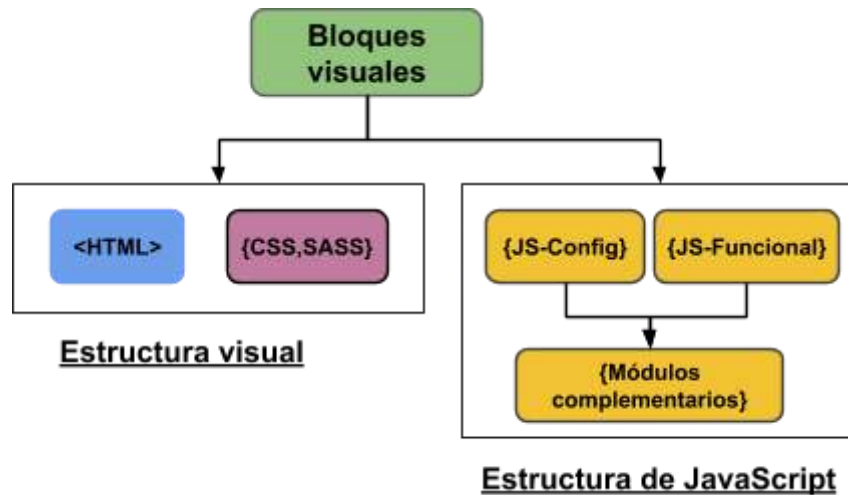 Bloques
visuales
<HTML>
{CSS,SASS}
{JS-Config}
{JS-Funcional}
Estructura visual
{Módulos
complementarios}
Estructura de JavaScript